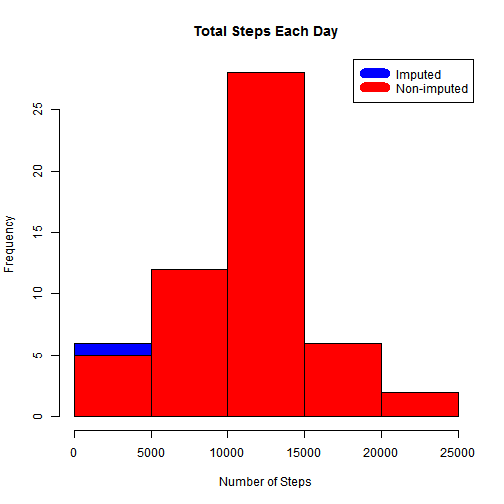 Total Steps Each Day
Imputed
Non-imputed
Frequency
25
20
15
10
5
0
0 5000 10000 15000 20000 25000
Number of Steps